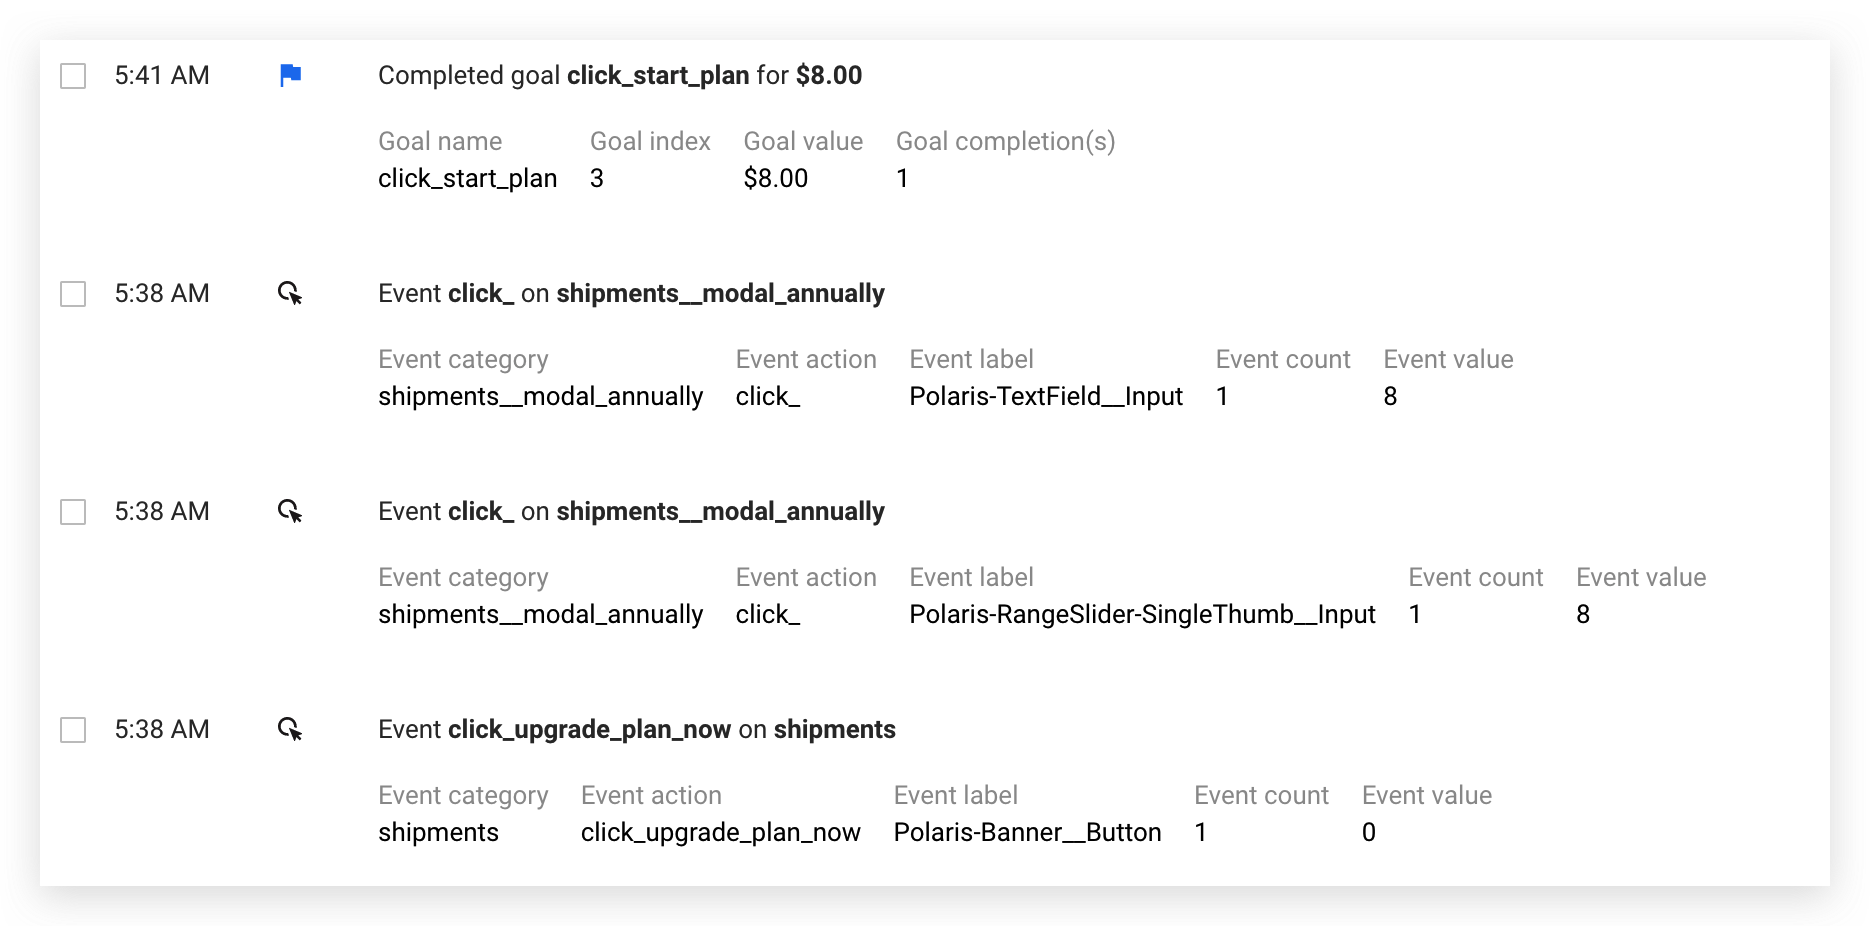 5:41 AM Completed goal click_start_plan for $8.00
Goal name Goal index Goal value Goal completion(s)
click_start_plan 3 $8.00 1
5:38 AM Event click_ on shipments__modal_annually
Event category Event action Event label Event count Event value
shipments__modal_annually click_ Polaris-TextField__Input 1 8
5:38 AM Event click_ on shipments__modal_annually
Event category Event action Event label Event count Event value
shipments__modal_annually click_ Polaris-RangeSlider-SingleThumb__Input 1 8
5:38 AM Event click_upgrade_plan_now on shipments
Event category Event action Event label Event count Event value
shipments click_upgrade_plan_now Polaris-Banner__Button 1 0